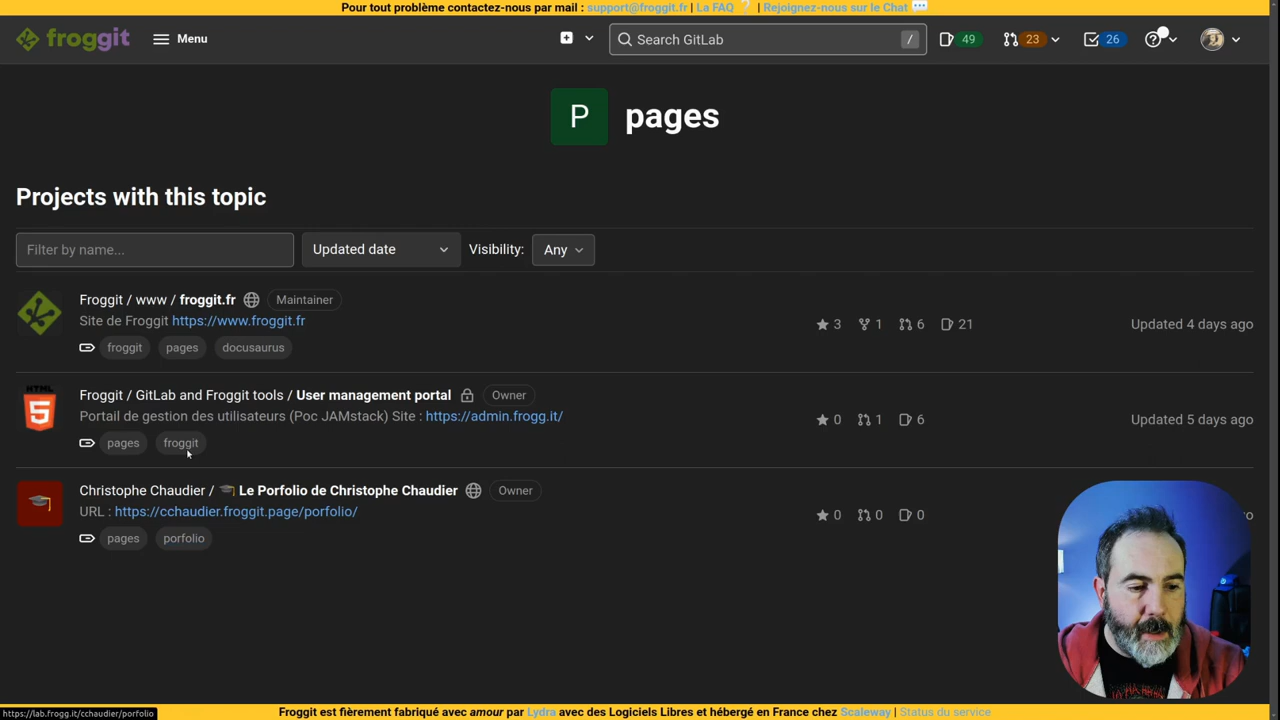 Pour tout problème contactez-nous par mail : support@froggit.fr | La FAQ ❔ | Rejoignez-nous sur le Chat 💬
froggit
Menu
Search GitLab
/
49
23
26
P
pages
Projects with this topic
Filter by name...
Updated date
Visibility:
Any
Froggit / www / froggit.fr
Maintainer
Site de Froggit https://www.froggit.fr
3
1
6
21
Updated 4 days ago
froggit
pages
docusaurus
HTML
5
Froggit / GitLab and Froggit tools / User management portal
Owner
Portail de gestion des utilisateurs (Poc JAMstack) Site : https://admin.frogg.it/
0
1
6
Updated 5 days ago
pages
froggit
Christophe Chaudier / 🎓 Le Porfolio de Christophe Chaudier
Owner
URL : https://cchaudier.froggit.page/porfolio/
0
0
0
pages
porfolio
https://lab.frogg.it/cchaudier/porfolio
Froggit est fièrement fabriqué avec amour par Lydra avec des Logiciels Libres et hébergé en France chez Scaleway | Status du service